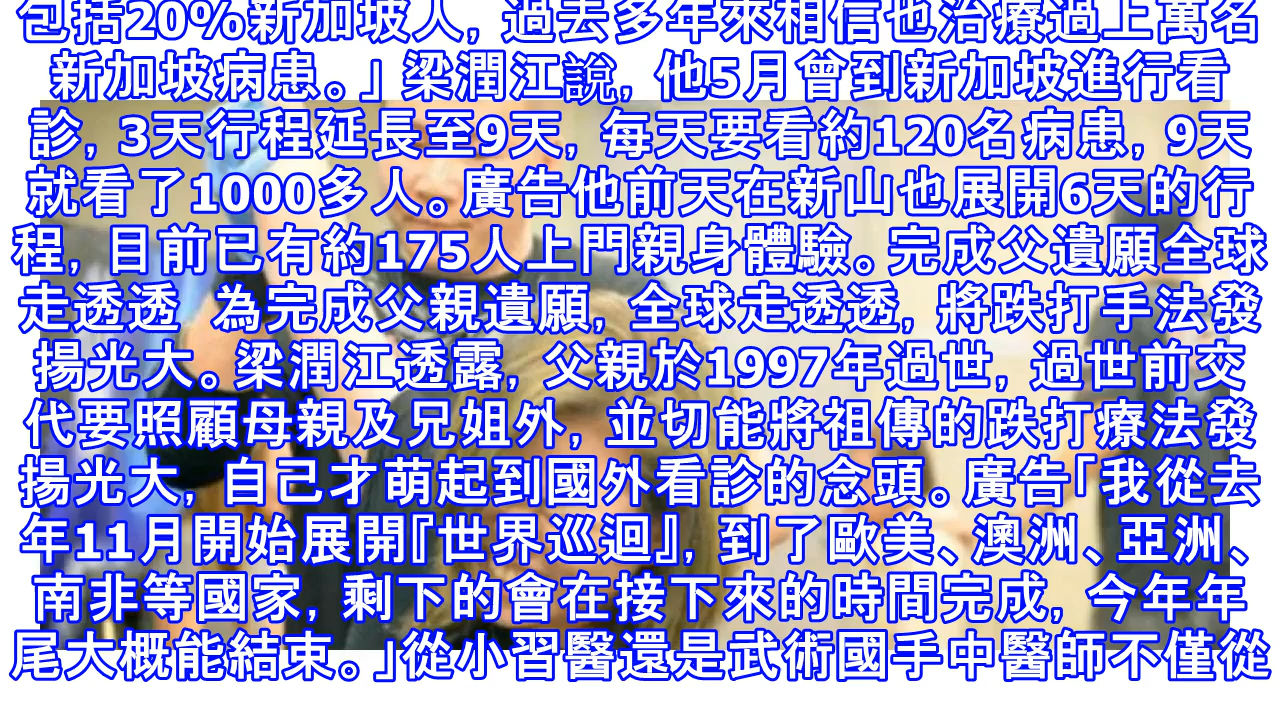 包括20%新加坡人, 過去多年來相信也治療過上萬名
新加坡病患。」梁潤江說, 他5月曾到新加坡進行看
診, 3天行程延長至9天, 每天要看約120名病患, 9天
就看了1000多人。廣告他前天在新山也展開6天的行
程, 目前已有約175人上門親身體驗。完成父遺願全球
走透透 為完成父親遺願, 全球走透透, 將跌打手法發
揚光大。梁潤江透露, 父親於1997年過世, 過世前交
代要照顧母親及兄姐外, 並切能將祖傳的跌打療法發
揚光大, 自己才萌起到國外看診的念頭。廣告「我從去
年11月開始展開『世界巡迴』, 到了歐美、澳洲、亞洲、
南非等國家, 剩下的會在接下來的時間完成, 今年年
尾大概能結束。」從小習醫還是武術國手中醫師不僅從